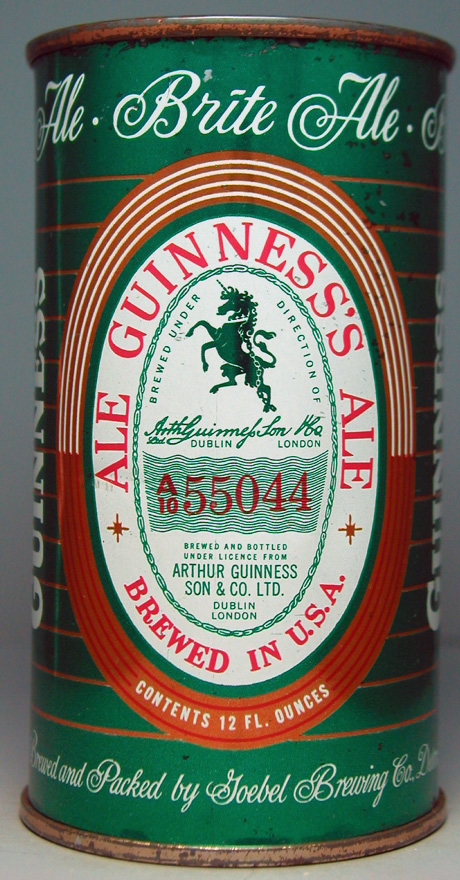 Ale · Brite Ale ·
GUINNESS
GUINNESS
ALE GUINNESS'S ALE
BREWED UNDER DIRECTION OF
Arth Guinness Son & Co
Ltd.
DUBLIN LONDON
A/10 55044
BREWED AND BOTTLED
UNDER LICENCE FROM
ARTHUR GUINNESS
SON & CO. LTD.
DUBLIN
LONDON
BREWED IN U.S.A.
CONTENTS 12 FL. OUNCES
Brewed and Packed by Goebel Brewing Co.,